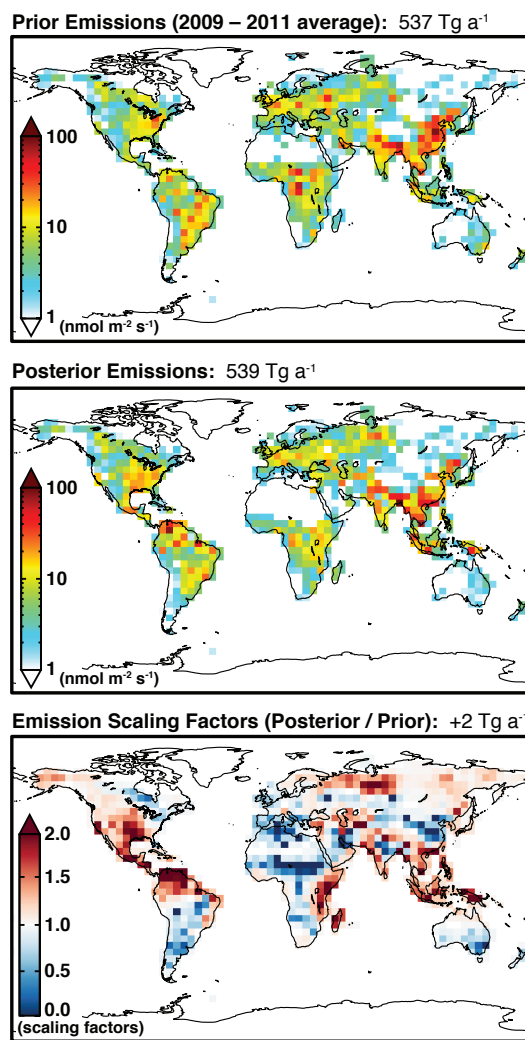 Prior Emissions (2009 – 2011 average): 537 Tg a⁻¹
100
10
1
(nmol m⁻² s⁻¹)
Posterior Emissions: 539 Tg a⁻¹
100
10
1
(nmol m⁻² s⁻¹)
Emission Scaling Factors (Posterior / Prior): +2 Tg a⁻¹
2.0
1.5
1.0
0.5
0.0
(scaling factors)